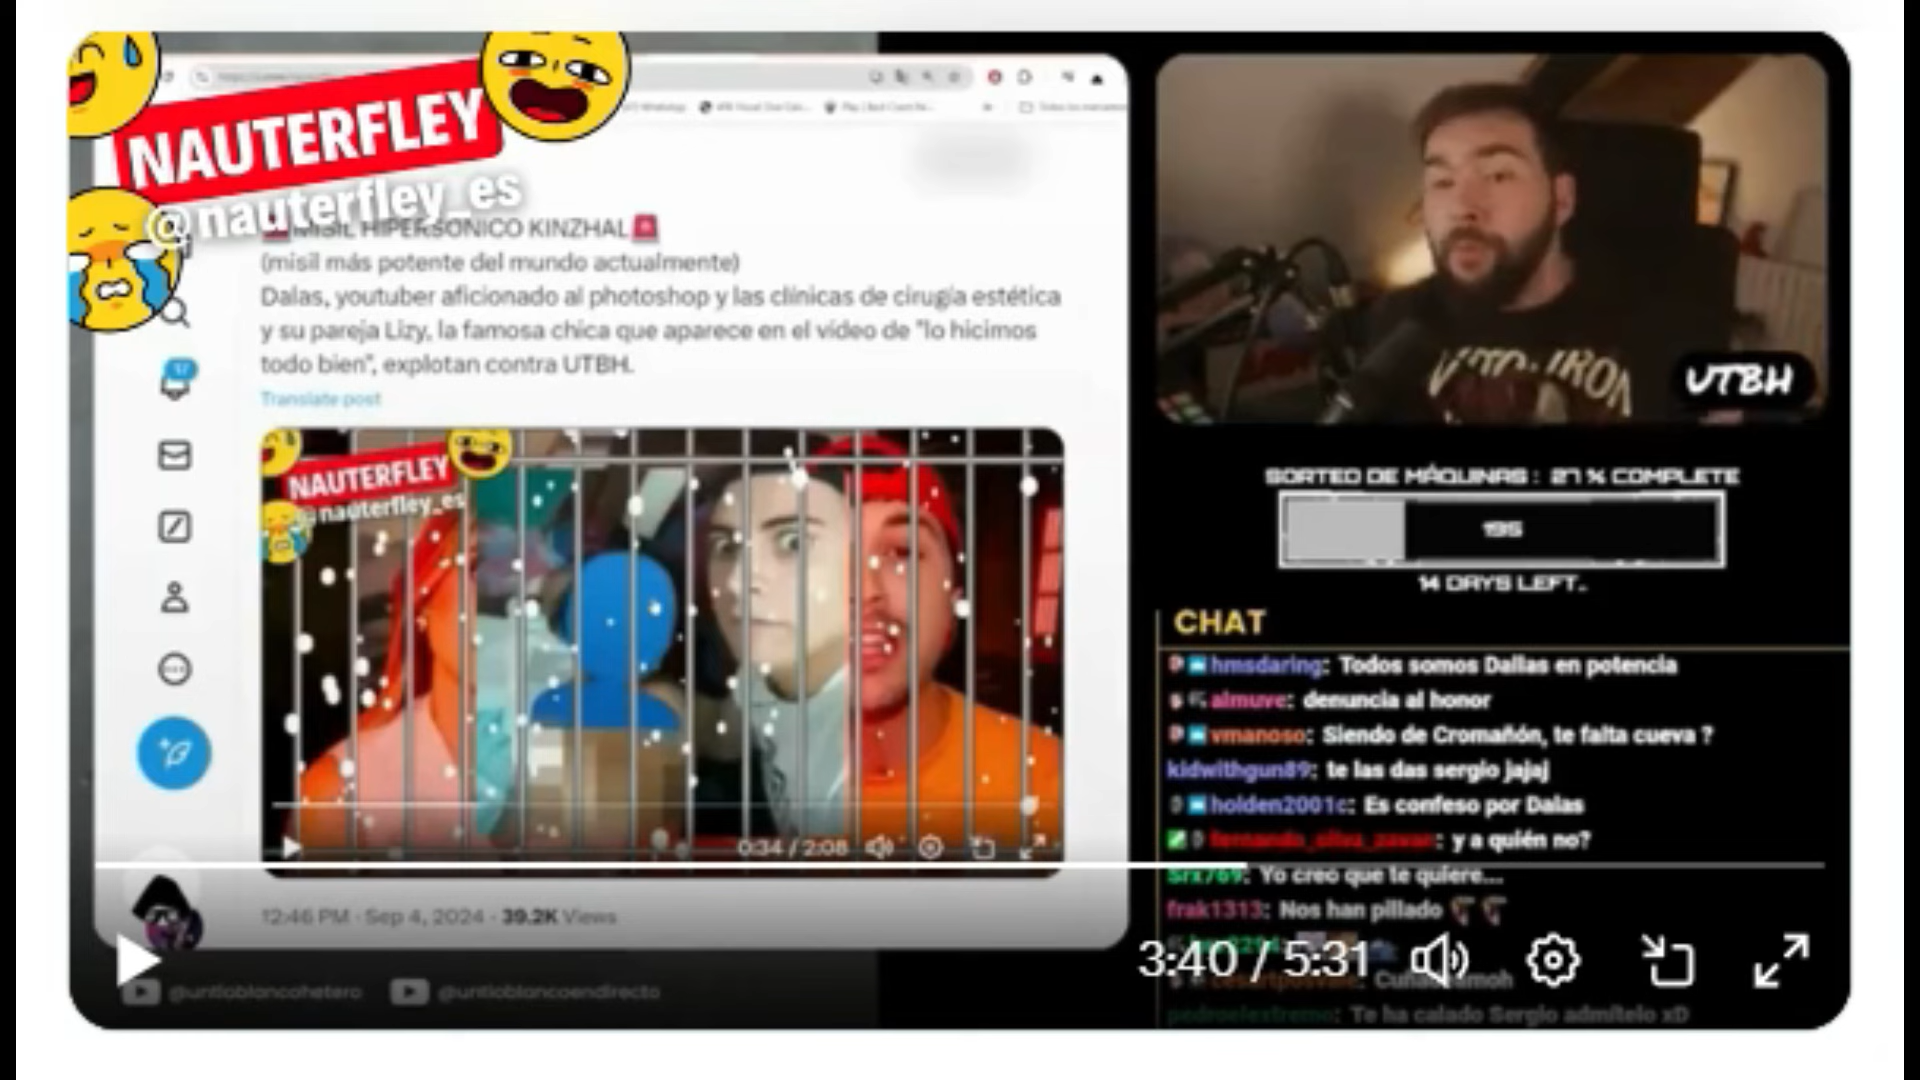 NAUTERFLEY
@nauterfley_es
MISIL HIPERSONICO KINZHAL
(misil más potente del mundo actualmente)
Dalas, youtuber aficionado al photoshop y las clínicas de cirugía estética
y su pareja Lizy, la famosa chica que aparece en el vídeo de "lo hicimos
todo bien", explotan contra UTBH.
Translate post
NAUTERFLEY
@nauterfley_es
0:34 / 2:08
12:46 PM · Sep 4, 2024 · 39.2K Views
@untioblancohetero
@untioblancoendirecto
UTBH
SORTEO DE MÁQUINAS : 27 % COMPLETE
195
14 DAYS LEFT.
CHAT
hmsdaring: Todos somos Dallas en potencia
almuve: denuncia al honor
vmanoso: Siendo de Cromañón, te falta cueva ?
kidwithgun89: te las das sergio jajaj
holden2001c: Es confeso por Dalas
y a quién no?
Srx769: Yo creo que te quiere...
frak1313: Nos han pillado
3:40 / 5:31
pedroelextremo: Te ha calado Sergio admítelo xD